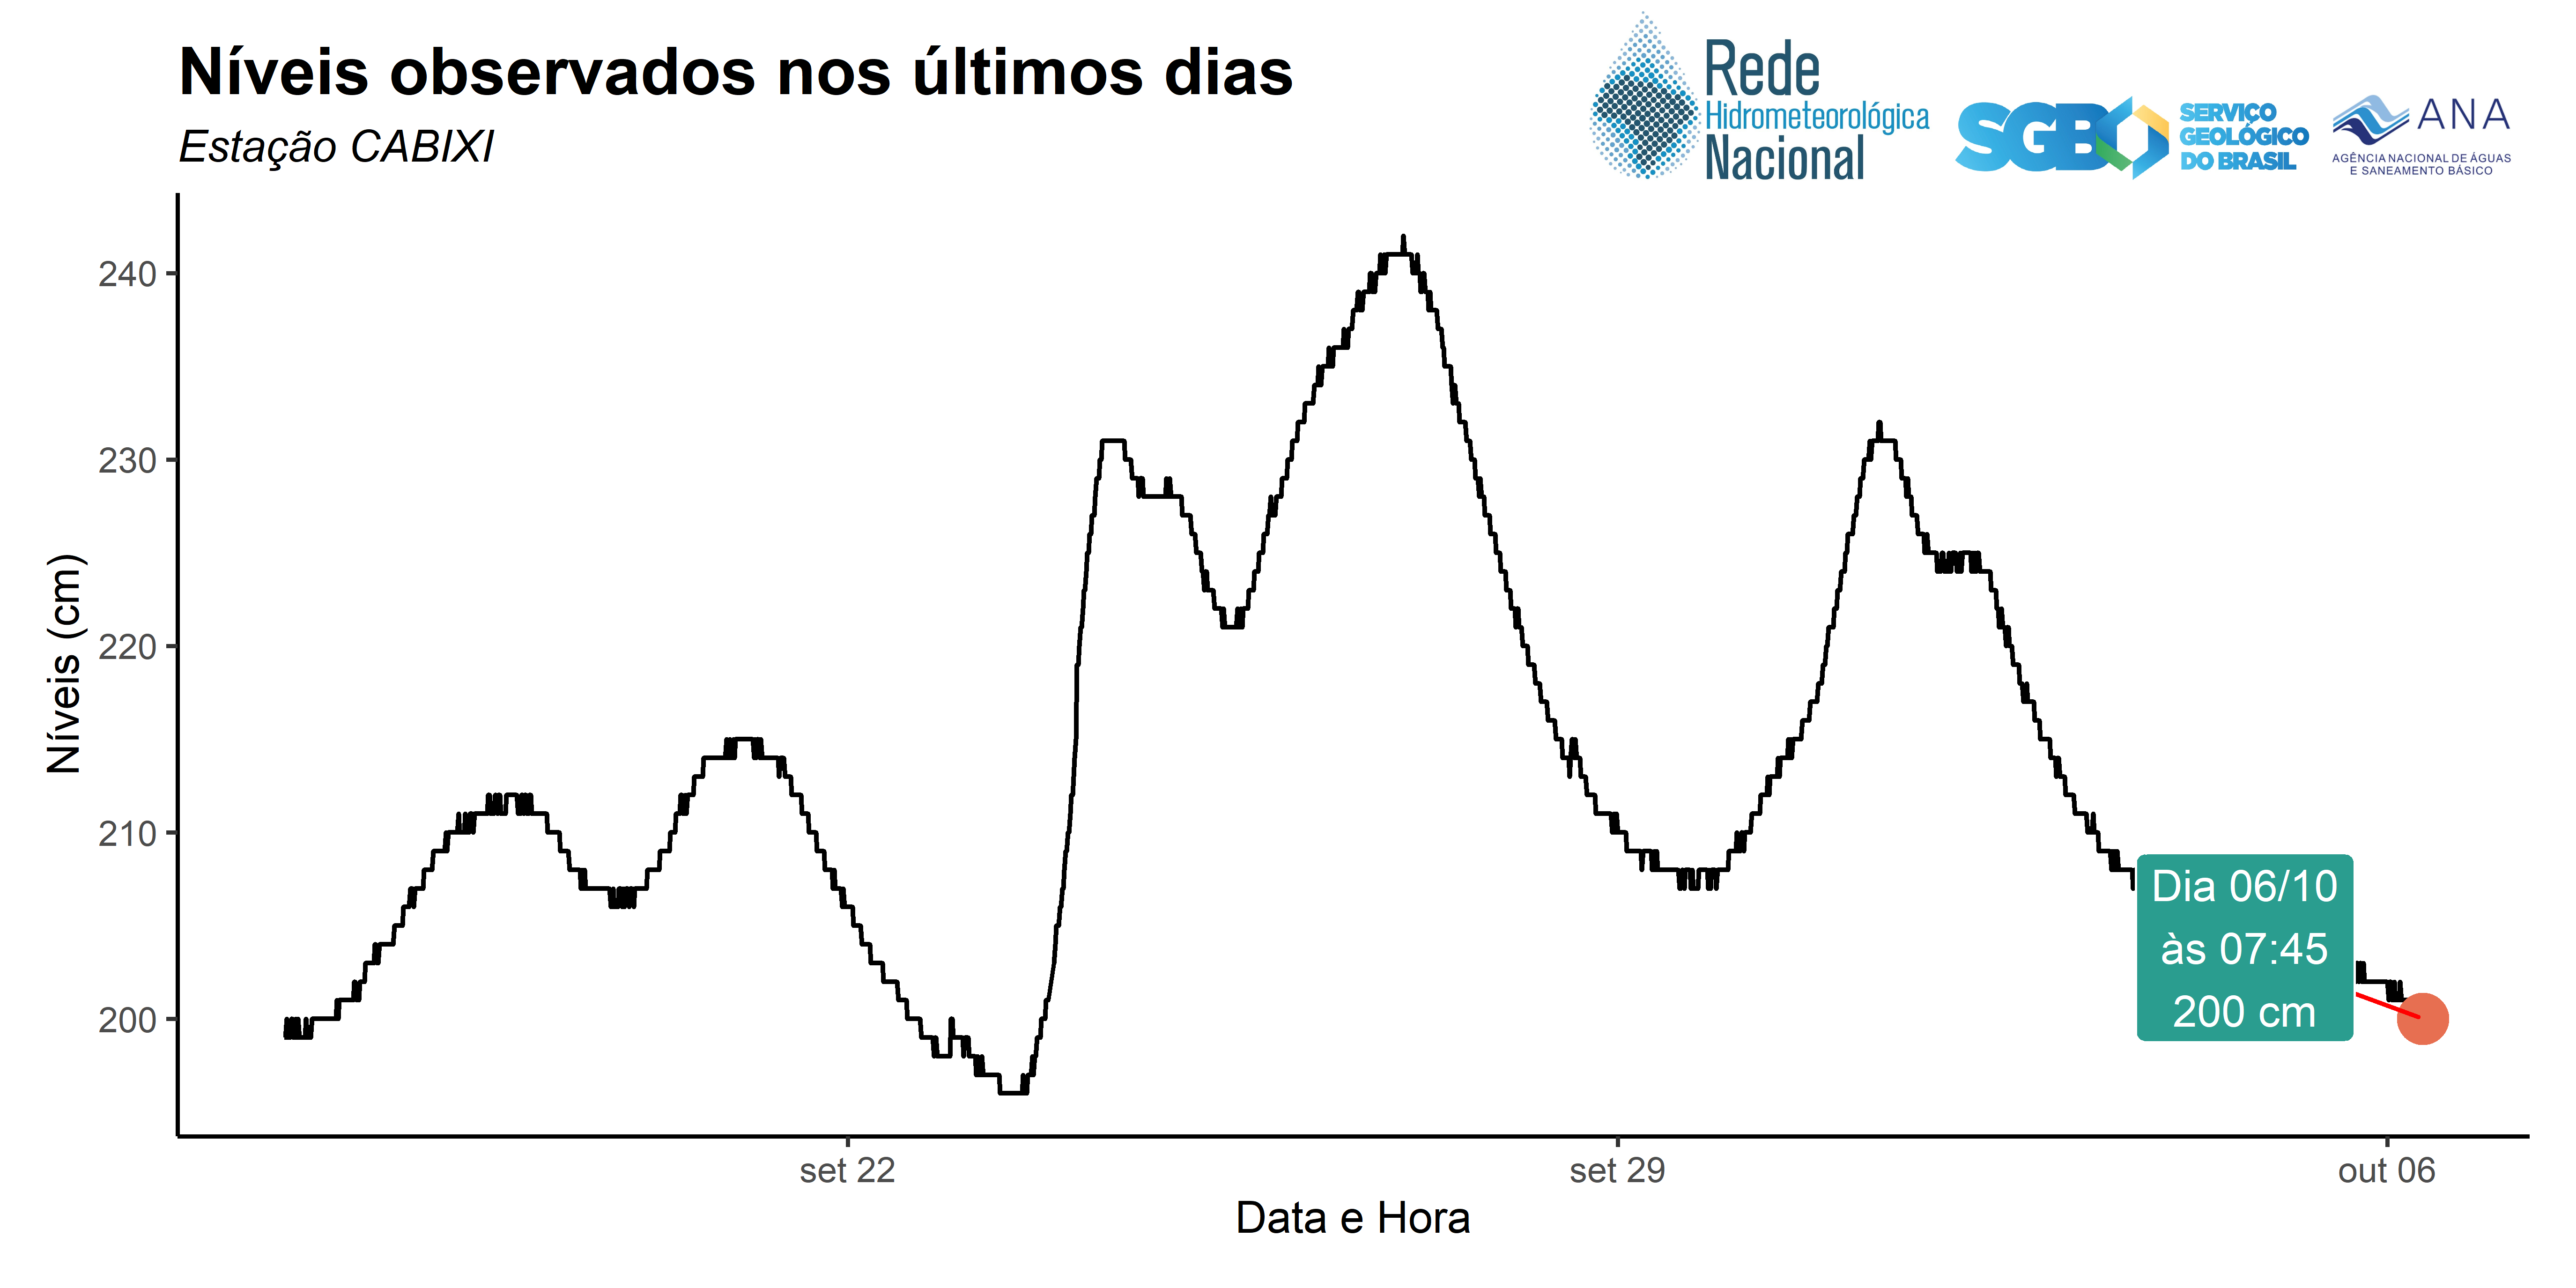 Níveis observados nos últimos dias
Estação CABIXI
Rede
Hidrometeorológica
Nacional
SGB
SERVIÇO
GEOLÓGICO
DO BRASIL
ANA
AGÊNCIA NACIONAL DE ÁGUAS
E SANEAMENTO BÁSICO
Níveis (cm)
240
230
220
210
200
Dia 06/10
às 07:45
200 cm
set 22
set 29
out 06
Data e Hora